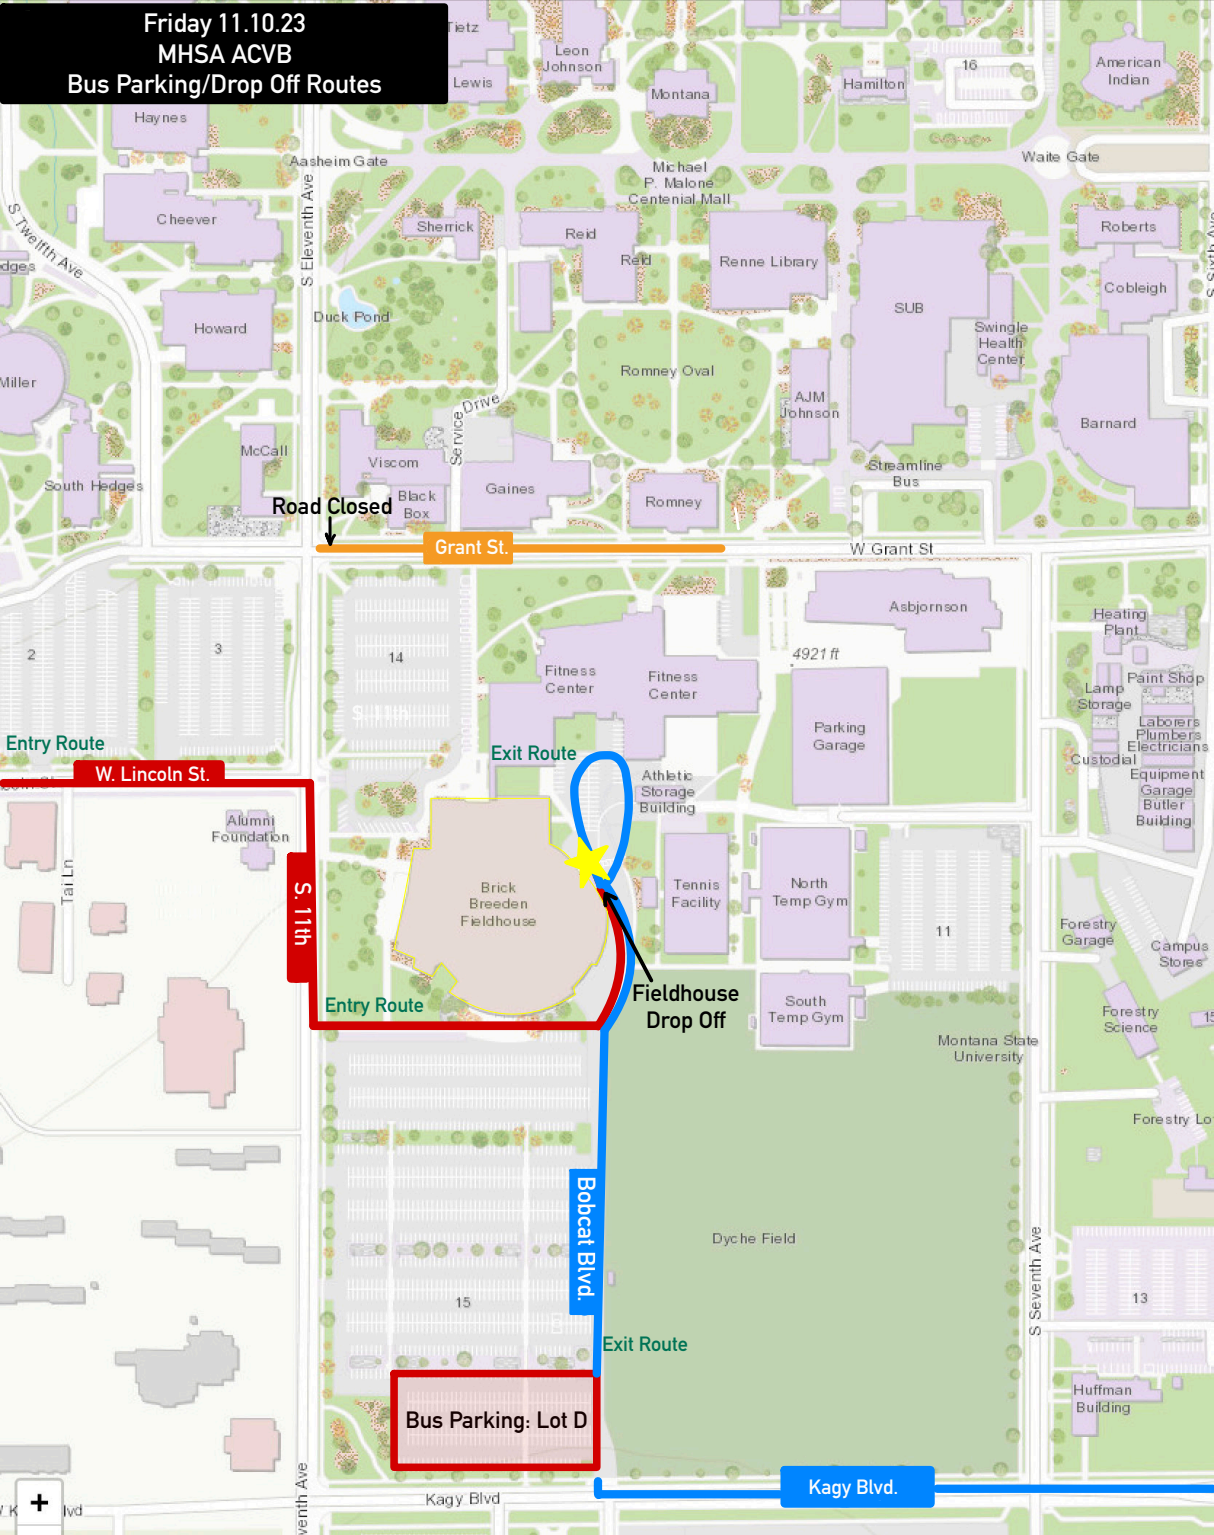 Friday 11.10.23
MHSA ACVB
Bus Parking/Drop Off Routes
Tietz
Lewis
Leon
Johnson
Montana
Hamilton
16
American
Indian
Haynes
Aasheim Gate
Michael
P. Malone
Centenial Mall
Waite Gate
S Twelfth Ave
Cheever
S Eleventh Ave
Sherrick
Reid
Reid
Renne Library
Roberts
SUB
Cobleigh
Howard
Duck Pond
Swingle
Health
Center
Miller
Romney Oval
AJM
Johnson
Service Drive
Barnard
McCall
Viscom
South Hedges
Black
Box
Gaines
Romney
Streamline
Bus
Road Closed
Grant St.
W Grant St
2
3
14
Asbjornson
Heating
Plant
4921 ft
Fitness
Center
Fitness
Center
Paint Shop
Lamp
Storage
Parking
Garage
Laborers
Plumbers
Electricians
Custodial
Equipment
Garage
Butler
Building
Entry Route
Exit Route
W. Lincoln St.
Athletic
Storage
Building
Alumni
Foundation
Tai Ln
S. 11th
Brick
Breeden
Fieldhouse
Tennis
Facility
North
Temp Gym
11
Forestry
Garage
Campus
Stores
Fieldhouse
Drop Off
Entry Route
South
Temp Gym
Forestry
Science
15
Montana State
University
Forestry Lo
Bobcat Blvd.
Dyche Field
S Seventh Ave
15
13
Exit Route
Huffman
Building
Bus Parking: Lot D
Kagy Blvd.
Kagy Blvd
+
lvd
venth Ave